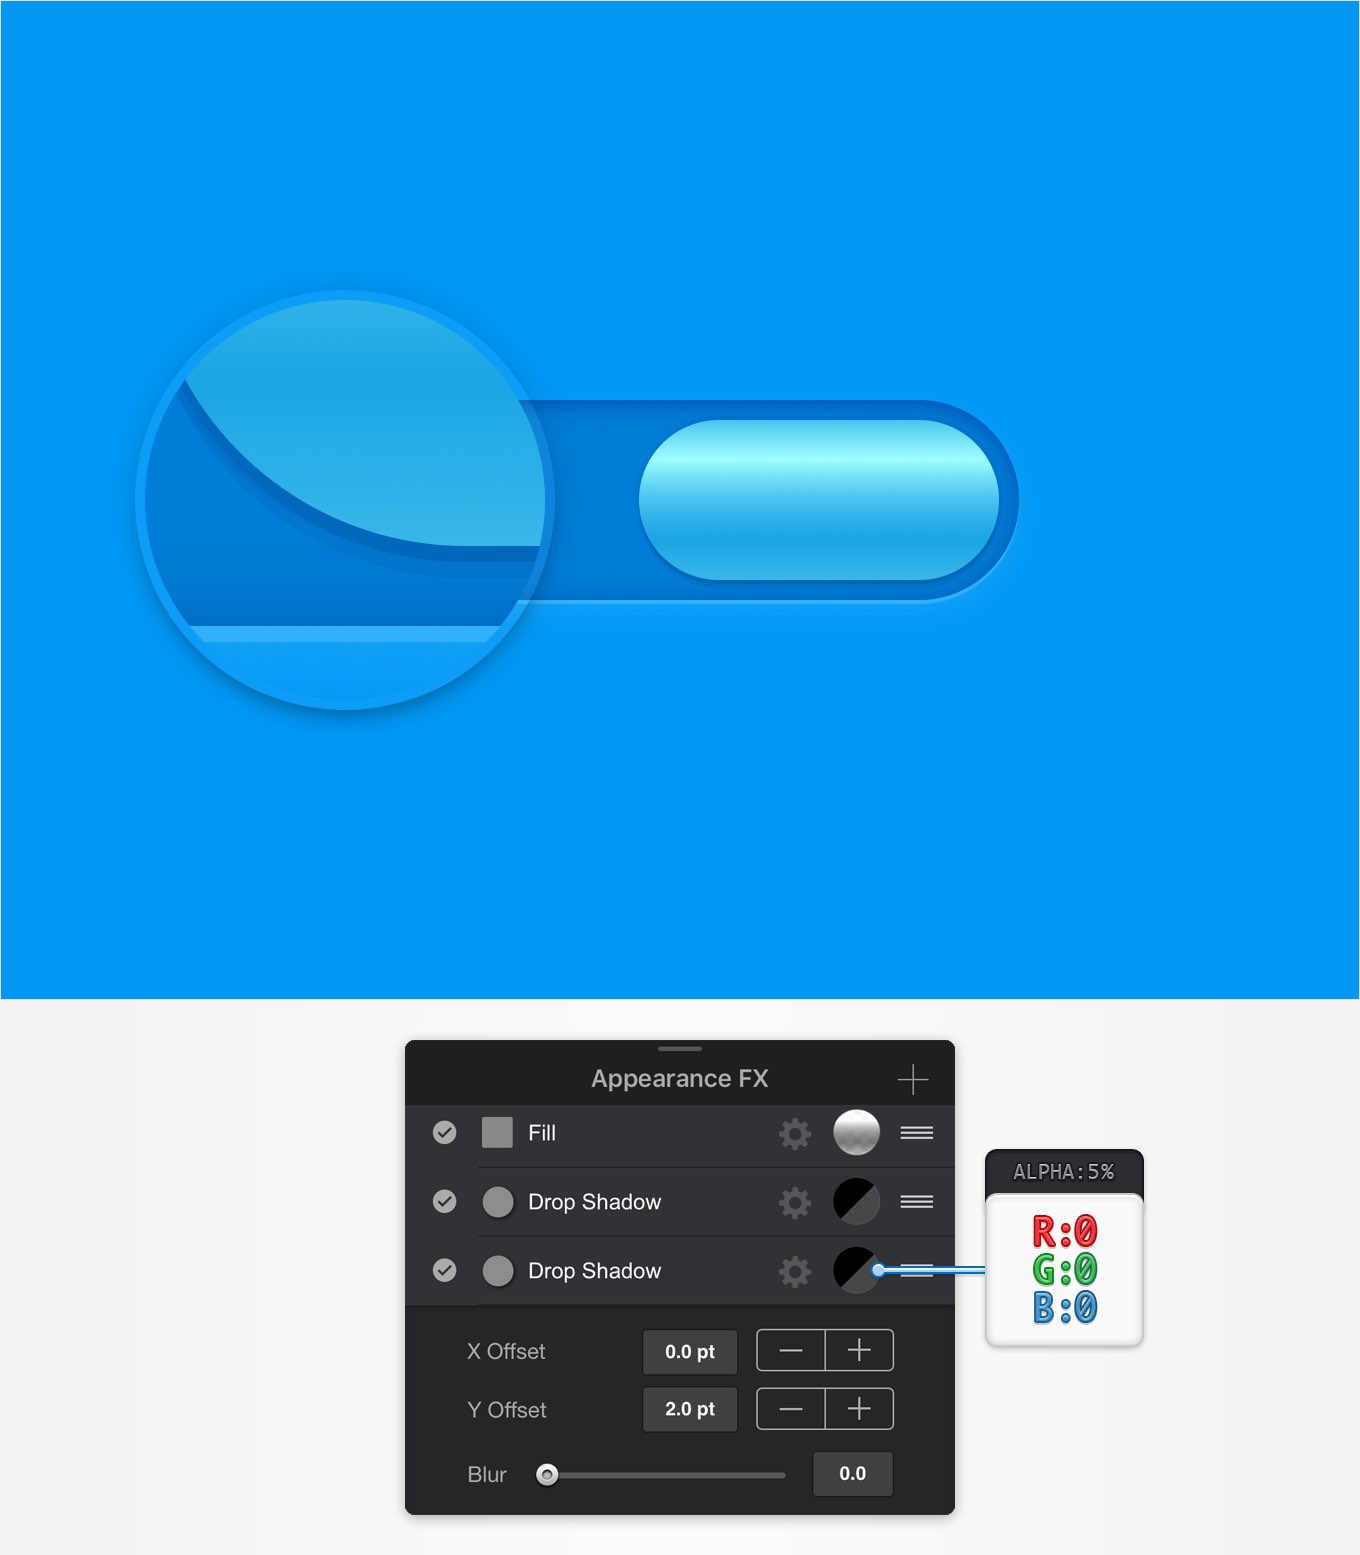 Appearance FX
Fill
Drop Shadow
Drop Shadow
ALPHA:5%
R:0
G:0
B:0
X Offset 0.0 pt
Y Offset 2.0 pt
Blur 0.0